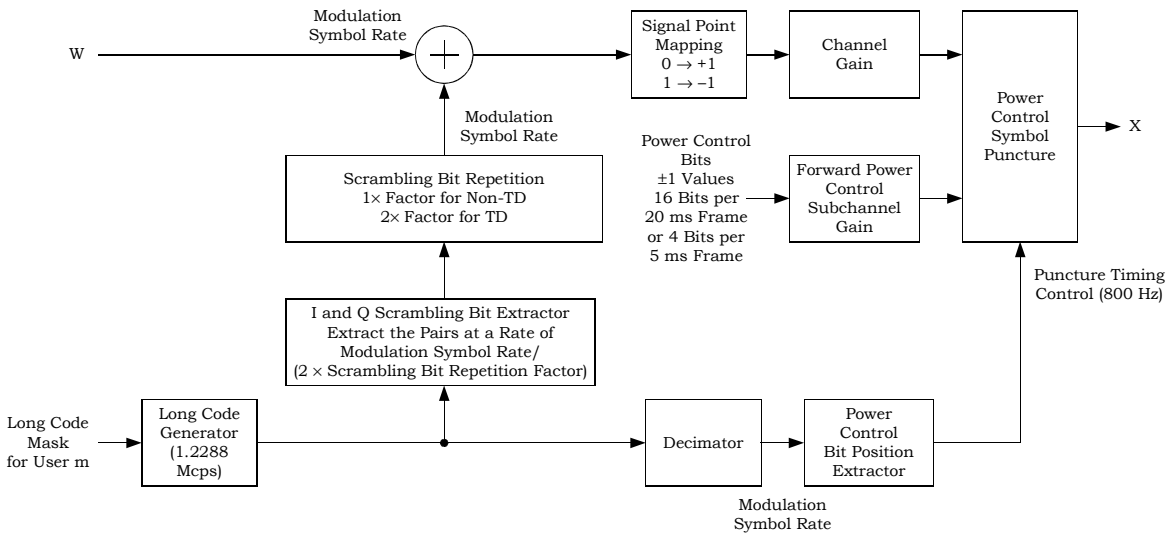 W
Modulation
Symbol Rate
Signal Point
Mapping
0 → +1
1 → –1
Channel
Gain
Power
Control
Symbol
Puncture
X
Modulation
Symbol Rate
Scrambling Bit Repetition
1× Factor for Non-TD
2× Factor for TD
Power Control
Bits
±1 Values
16 Bits per
20 ms Frame
or 4 Bits per
5 ms Frame
Forward Power
Control
Subchannel
Gain
Puncture Timing
Control (800 Hz)
I and Q Scrambling Bit Extractor
Extract the Pairs at a Rate of
Modulation Symbol Rate/
(2 × Scrambling Bit Repetition Factor)
Long Code
Mask
for User m
Long Code
Generator
(1.2288
Mcps)
Decimator
Power
Control
Bit Position
Extractor
Modulation
Symbol Rate